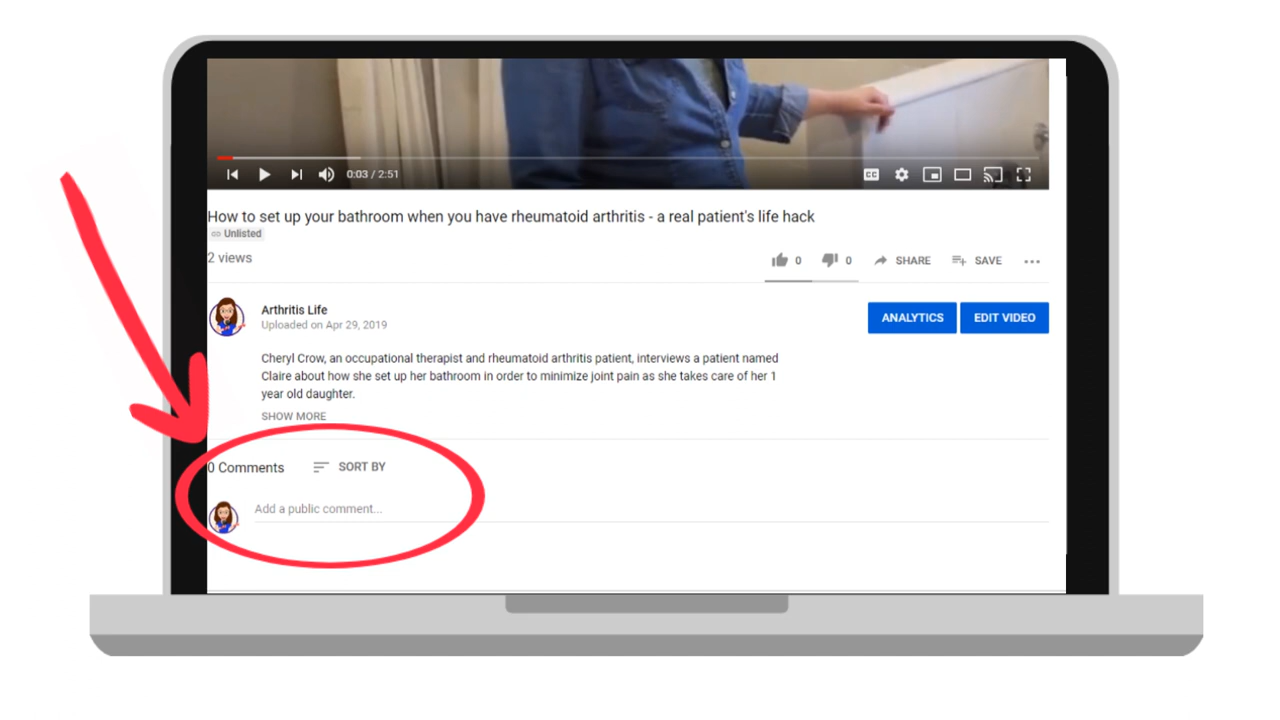 0:03 / 2:51
CC
How to set up your bathroom when you have rheumatoid arthritis - a real patient's life hack
Unlisted
2 views
0 0 SHARE SAVE
Arthritis Life
Uploaded on Apr 29, 2019
ANALYTICS EDIT VIDEO
Cheryl Crow, an occupational therapist and rheumatoid arthritis patient, interviews a patient named
Claire about how she set up her bathroom in order to minimize joint pain as she takes care of her 1
year old daughter.
SHOW MORE
0 Comments SORT BY
Add a public comment...